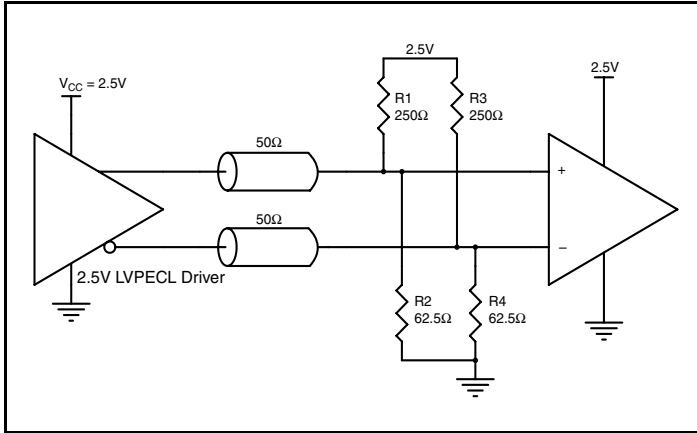 2.5V
V_CC = 2.5V
R1
250Ω
R3
250Ω
2.5V
50Ω
+
50Ω
−
2.5V LVPECL Driver
R2
62.5Ω
R4
62.5Ω